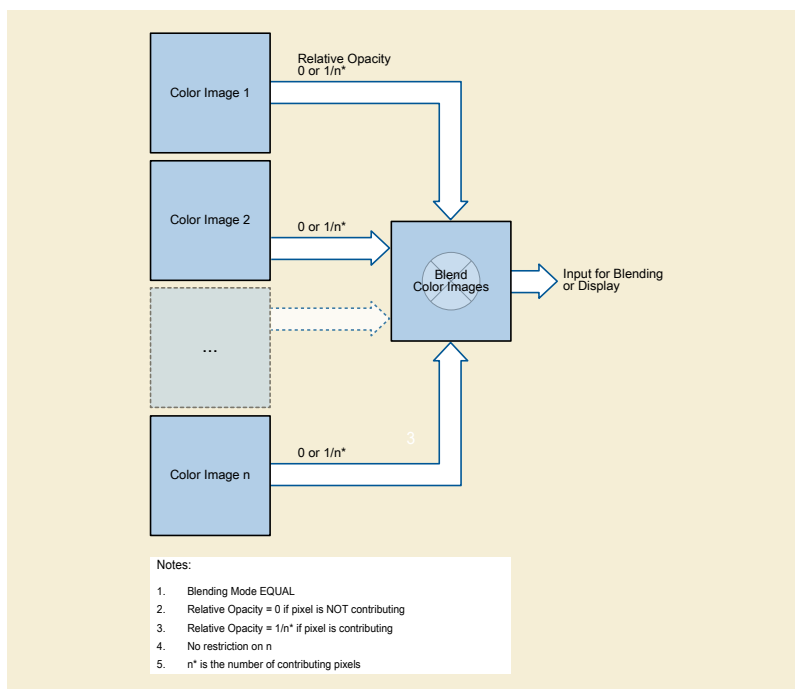 Relative Opacity
0 or 1/n*
Color Image 1
Color Image 2
0 or 1/n*
Blend
Color Images
Input for Blending
or Display
...
3
0 or 1/n*
Color Image n
Notes:
1. Blending Mode EQUAL
2. Relative Opacity = 0 if pixel is NOT contributing
3. Relative Opacity = 1/n* if pixel is contributing
4. No restriction on n
5. n* is the number of contributing pixels